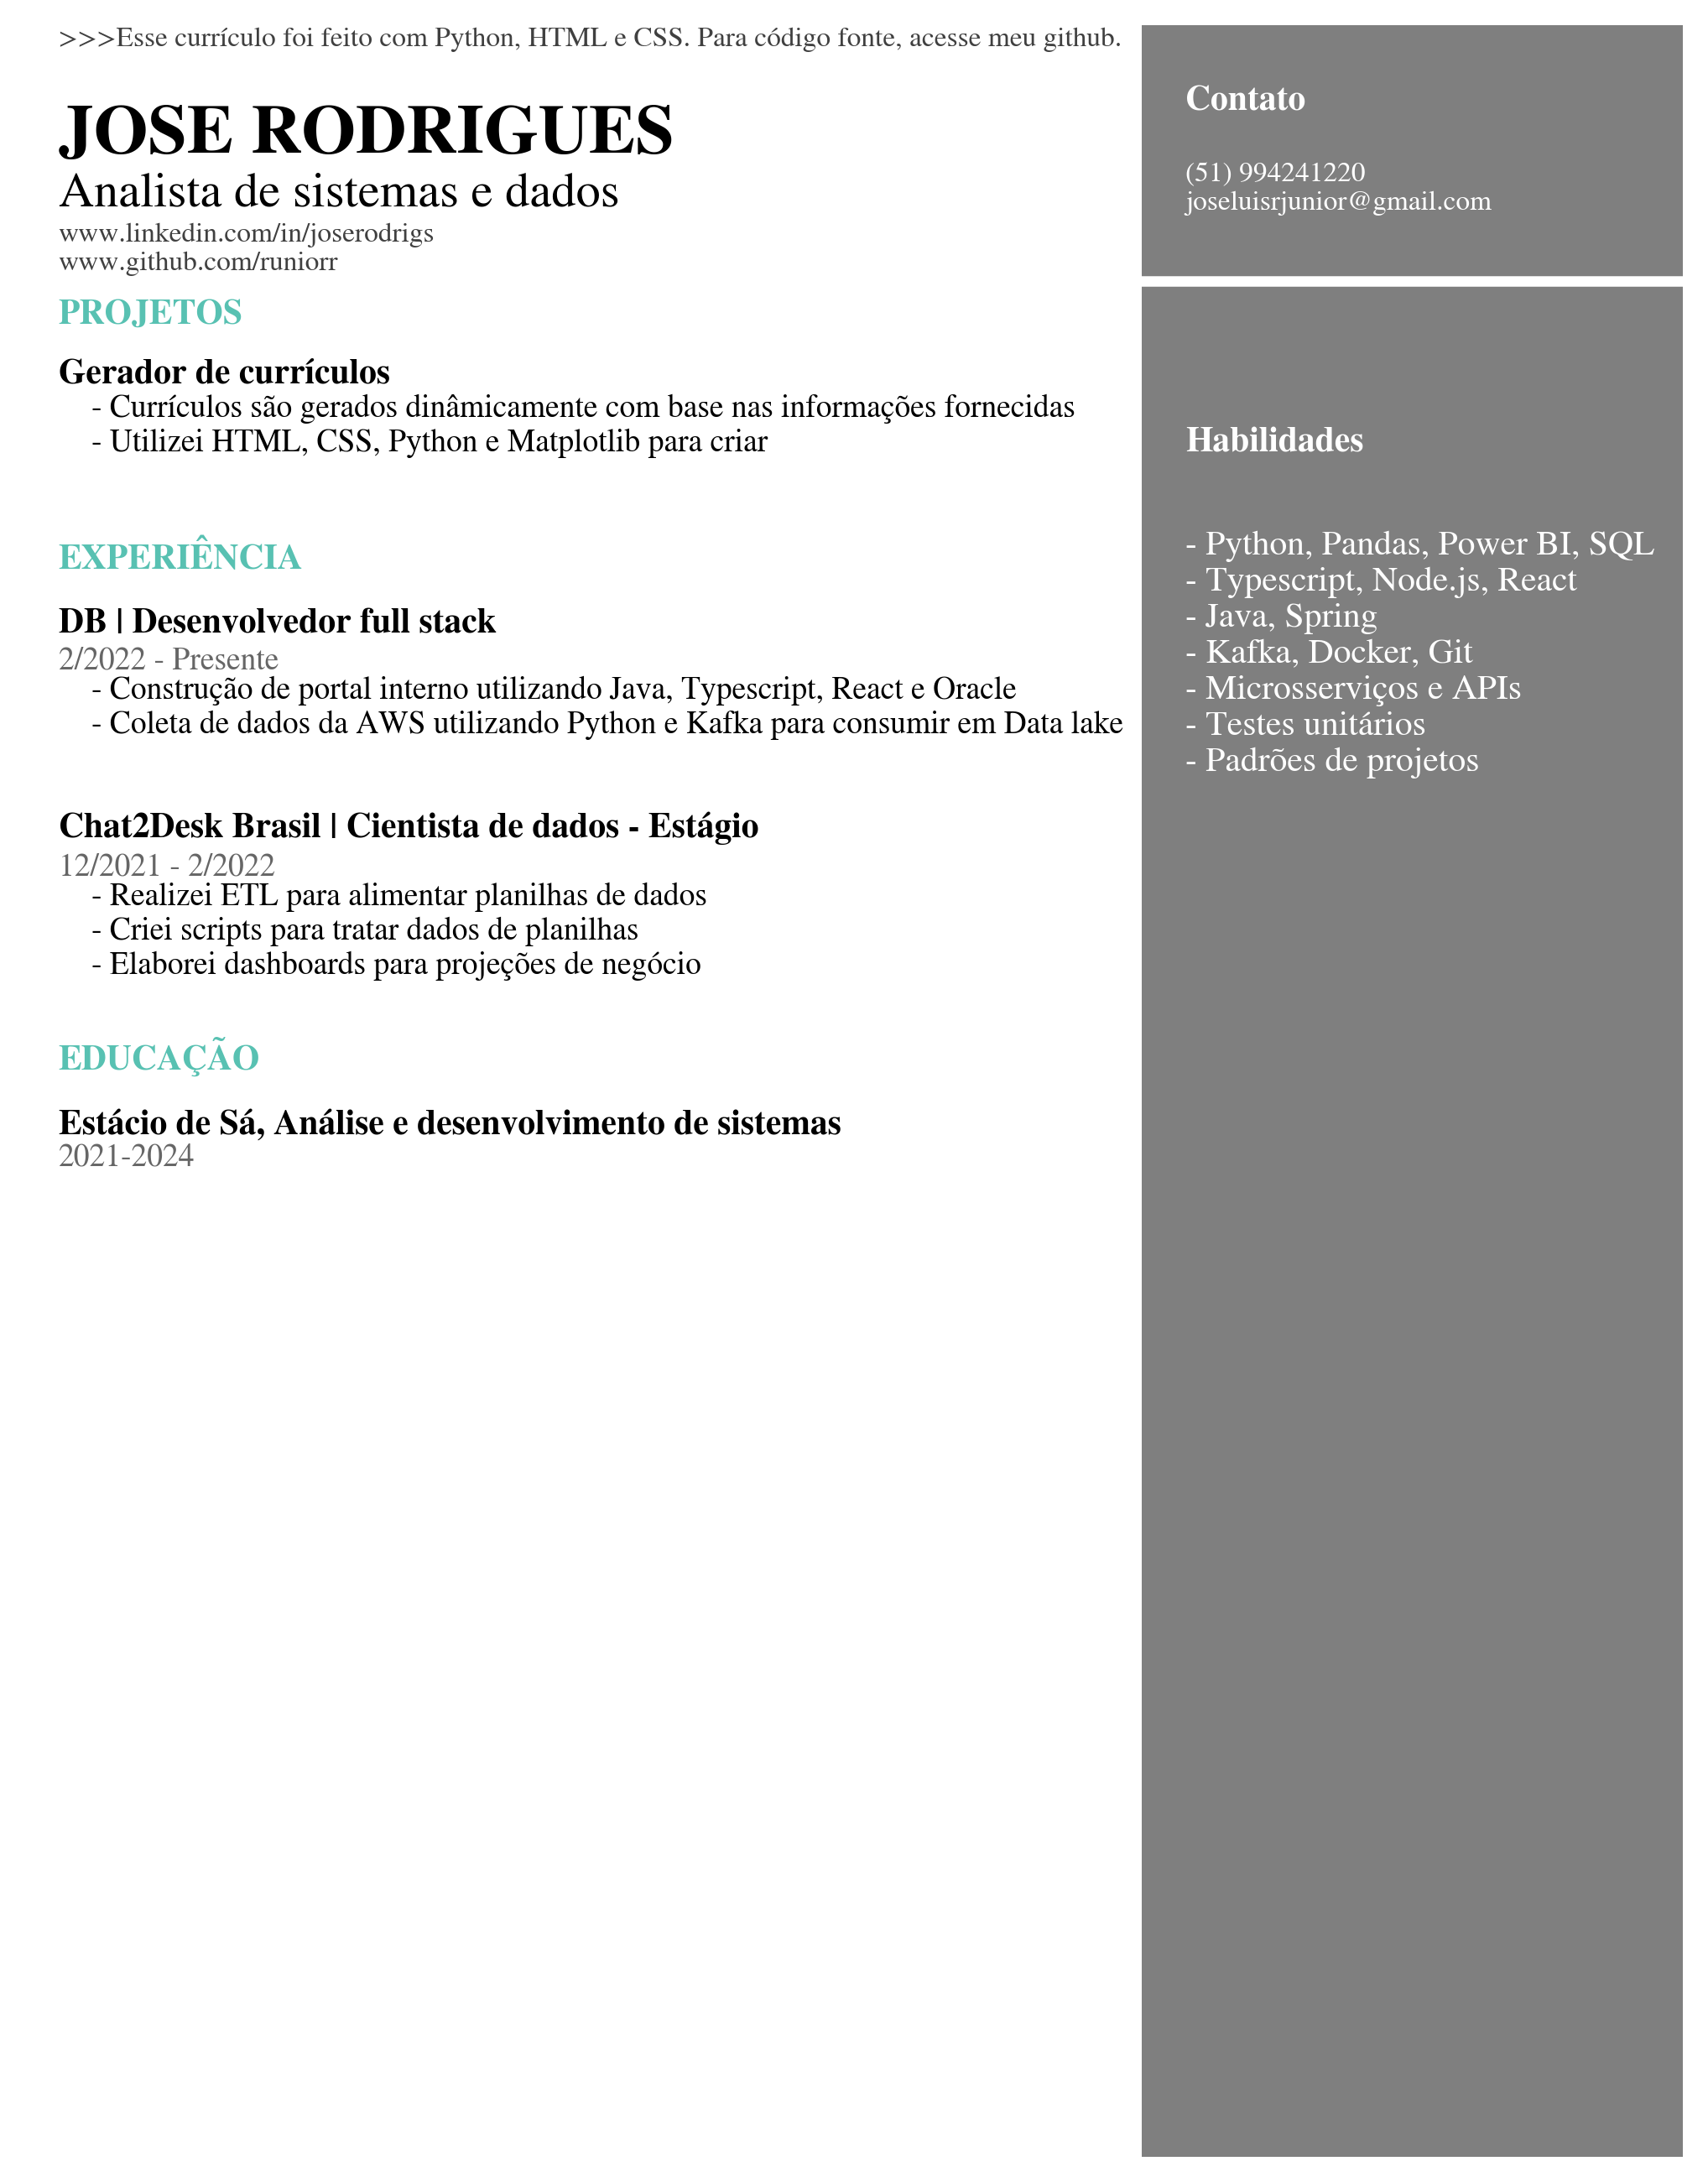 >>>Esse currículo foi feito com Python, HTML e CSS. Para código fonte, acesse meu github.
JOSE RODRIGUES
Analista de sistemas e dados
www.linkedin.com/in/joserodrigs
www.github.com/runiorr
PROJETOS
Gerador de currículos
- Currículos são gerados dinâmicamente com base nas informações fornecidas
- Utilizei HTML, CSS, Python e Matplotlib para criar
EXPERIÊNCIA
DB | Desenvolvedor full stack
2/2022 - Presente
- Construção de portal interno utilizando Java, Typescript, React e Oracle
- Coleta de dados da AWS utilizando Python e Kafka para consumir em Data lake
Chat2Desk Brasil | Cientista de dados - Estágio
12/2021 - 2/2022
- Realizei ETL para alimentar planilhas de dados
- Criei scripts para tratar dados de planilhas
- Elaborei dashboards para projeções de negócio
EDUCAÇÃO
Estácio de Sá, Análise e desenvolvimento de sistemas
2021-2024
Contato
(51) 994241220
joseluisrjunior@gmail.com
Habilidades
- Python, Pandas, Power BI, SQL
- Typescript, Node.js, React
- Java, Spring
- Kafka, Docker, Git
- Microsserviços e APIs
- Testes unitários
- Padrões de projetos